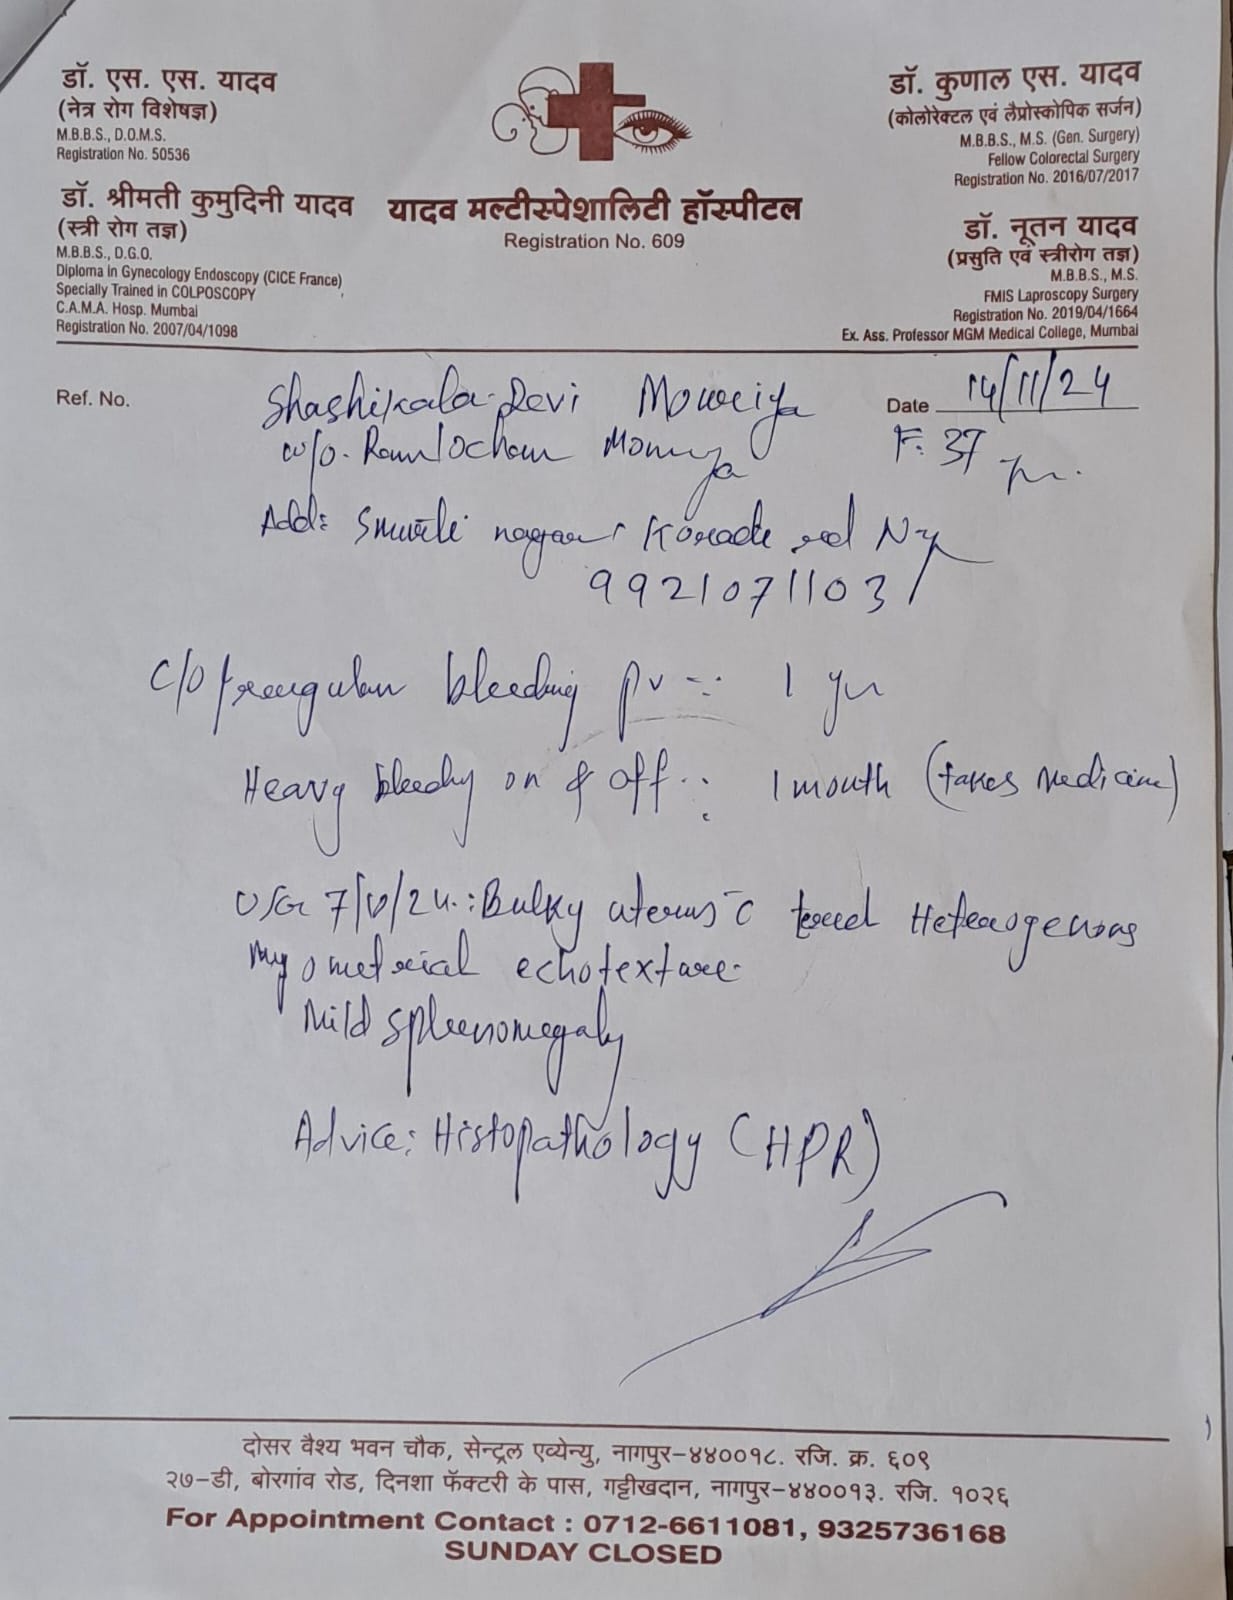 डॉ. एस. एस. यादव
(नेत्र रोग विशेषज्ञ)
M.B.B.S., D.O.M.S.
Registration No. 50536
डॉ. श्रीमती कुमुदिनी यादव
(स्त्री रोग तज्ञ)
M.B.B.S., D.G.O.
Diploma in Gynecology Endoscopy (CICE France)
Specially Trained in COLPOSCOPY
C.A.M.A. Hosp. Mumbai
Registration No. 2007/04/1098
यादव मल्टीस्पेशालिटी हॉस्पीटल
Registration No. 609
डॉ. कुणाल एस. यादव
(कोलोरेक्टल एवं लॅप्रोस्कोपिक सर्जन)
M.B.B.S., M.S. (Gen. Surgery)
Fellow Colorectal Surgery
Registration No. 2016/07/2017
डॉ. नूतन यादव
(प्रसुति एवं स्त्रीरोग तज्ञ)
M.B.B.S., M.S.
FMIS Laproscopy Surgery
Registration No. 2019/04/1664
Ex. Ass. Professor MGM Medical College, Mumbai
Ref. No. Shashikala Devi Date 14/11/24
w/o. F. 37 yr.
Add: nagar
9921071103
C/O Irregular bleeding pv 1 yr
Heavy bleeding on & off 1 month (takes Medicine)
USG Bulky uterus c Heterogenous
myometrial echotexture.
Mild spleenomegaly
Advice: Histopathology (HPR)
दोसर वैश्य भवन चौक, सेन्ट्रल एव्येन्यु, नागपुर-४४००१८. रजि. क्र. ६०९
२७-डी, बोरगांव रोड, दिनशा फॅक्टरी के पास, गट्टीखदान, नागपुर-४४००१३. रजि. १०२६
For Appointment Contact : 0712-6611081, 9325736168
SUNDAY CLOSED